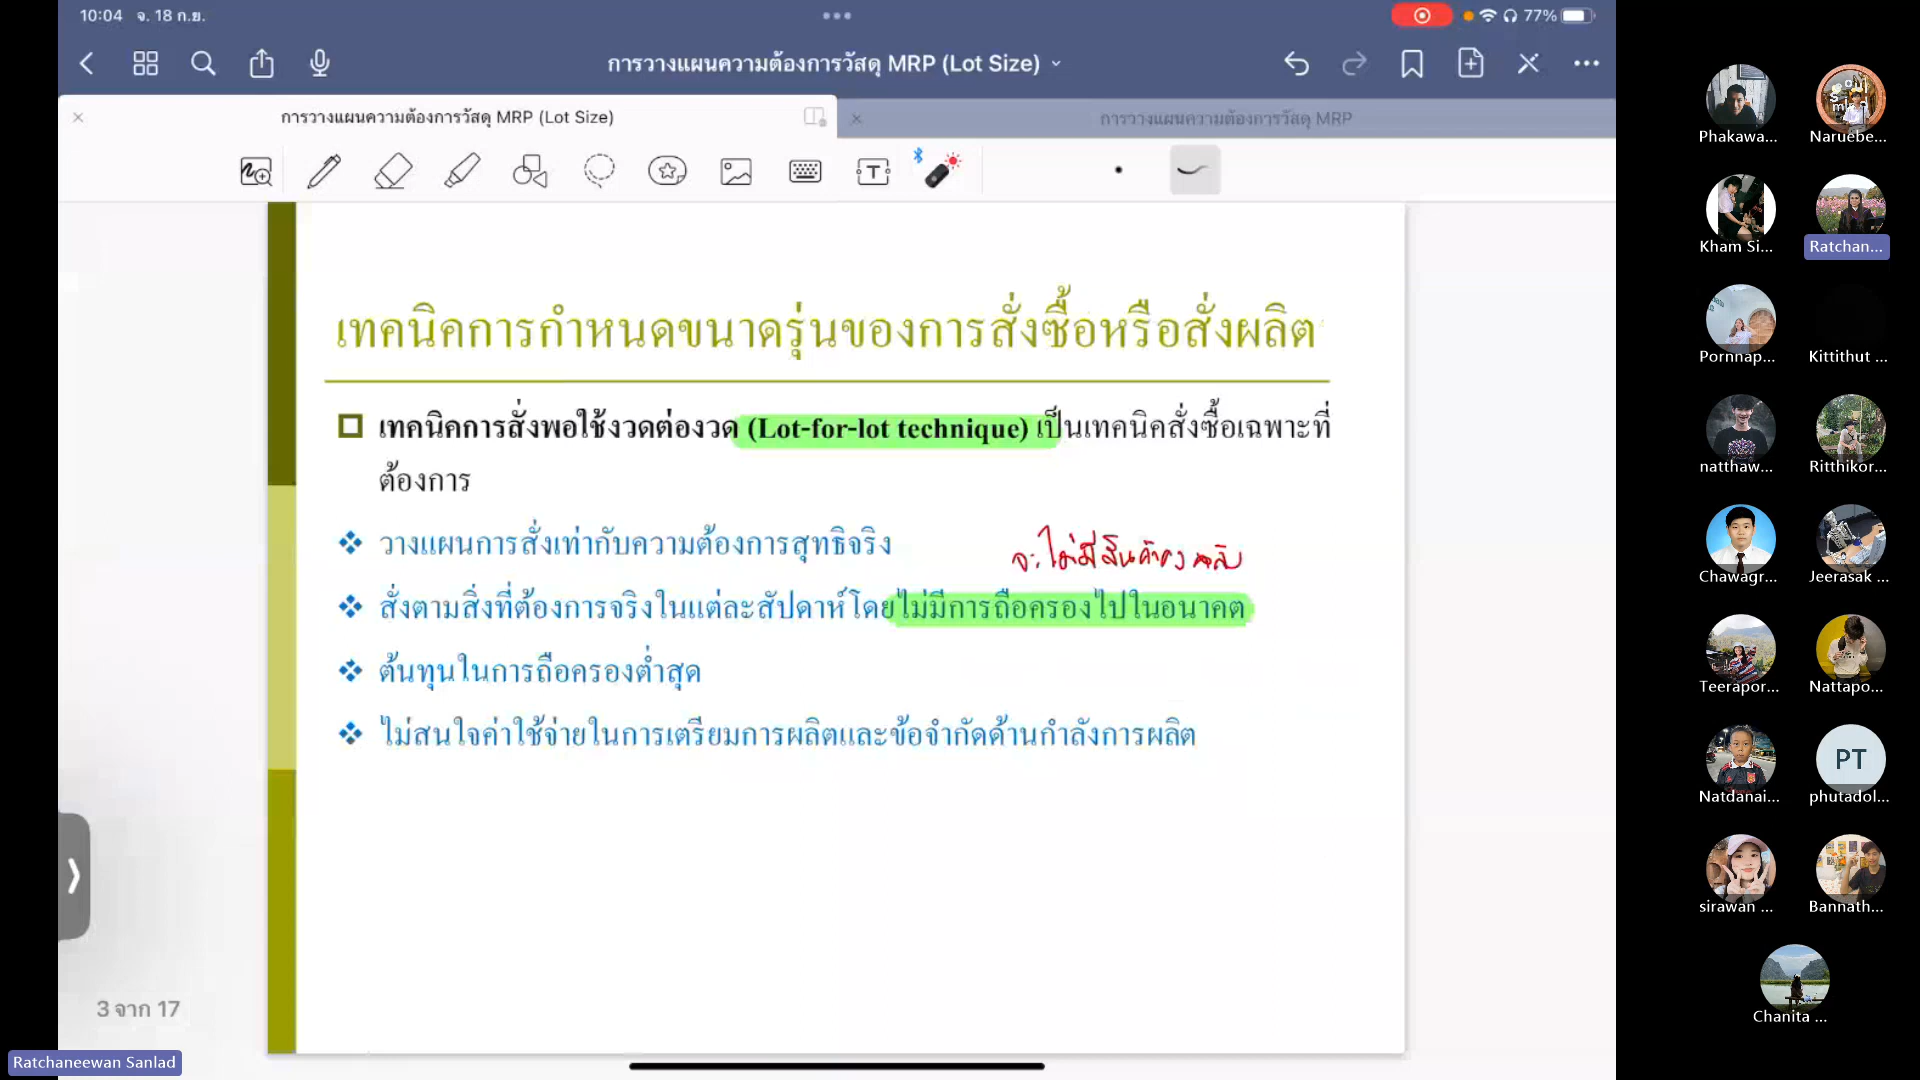 10:04 จ. 18 ก.ย.
77%
การวางแผนความต้องการวัสดุ MRP (Lot Size)
การวางแผนความต้องการวัสดุ MRP (Lot Size)
การวางแผนความต้องการวัสดุ MRP
เทคนิคการกำหนดขนาดรุ่นของการสั่งซื้อหรือสั่งผลิต
เทคนิคการสั่งพอใช้งวดต่องวด (Lot-for-lot technique) เป็นเทคนิคสั่งซื้อเฉพาะที่
ต้องการ
วางแผนการสั่งเท่ากับความต้องการสุทธิจริง
จะไม่มีสินค้าคงคลัง
สั่งตามสิ่งที่ต้องการจริงในแต่ละสัปดาห์โดยไม่มีการถือครองไปในอนาคต
ต้นทุนในการถือครองต่ำสุด
ไม่สนใจค่าใช้จ่ายในการเตรียมการผลิตและข้อจำกัดด้านกำลังการผลิต
3 จาก 17
Ratchaneewan Sanlad
Phakawa...
Naruebe...
Kham Si...
Ratchan...
Pornnap...
Kittithut ...
natthaw...
Ritthikor...
Chawagr...
Jeerasak ...
Teerapor...
Nattapo...
Natdanai...
PT
phutadol...
sirawan ...
Bannath...
Chanita ...